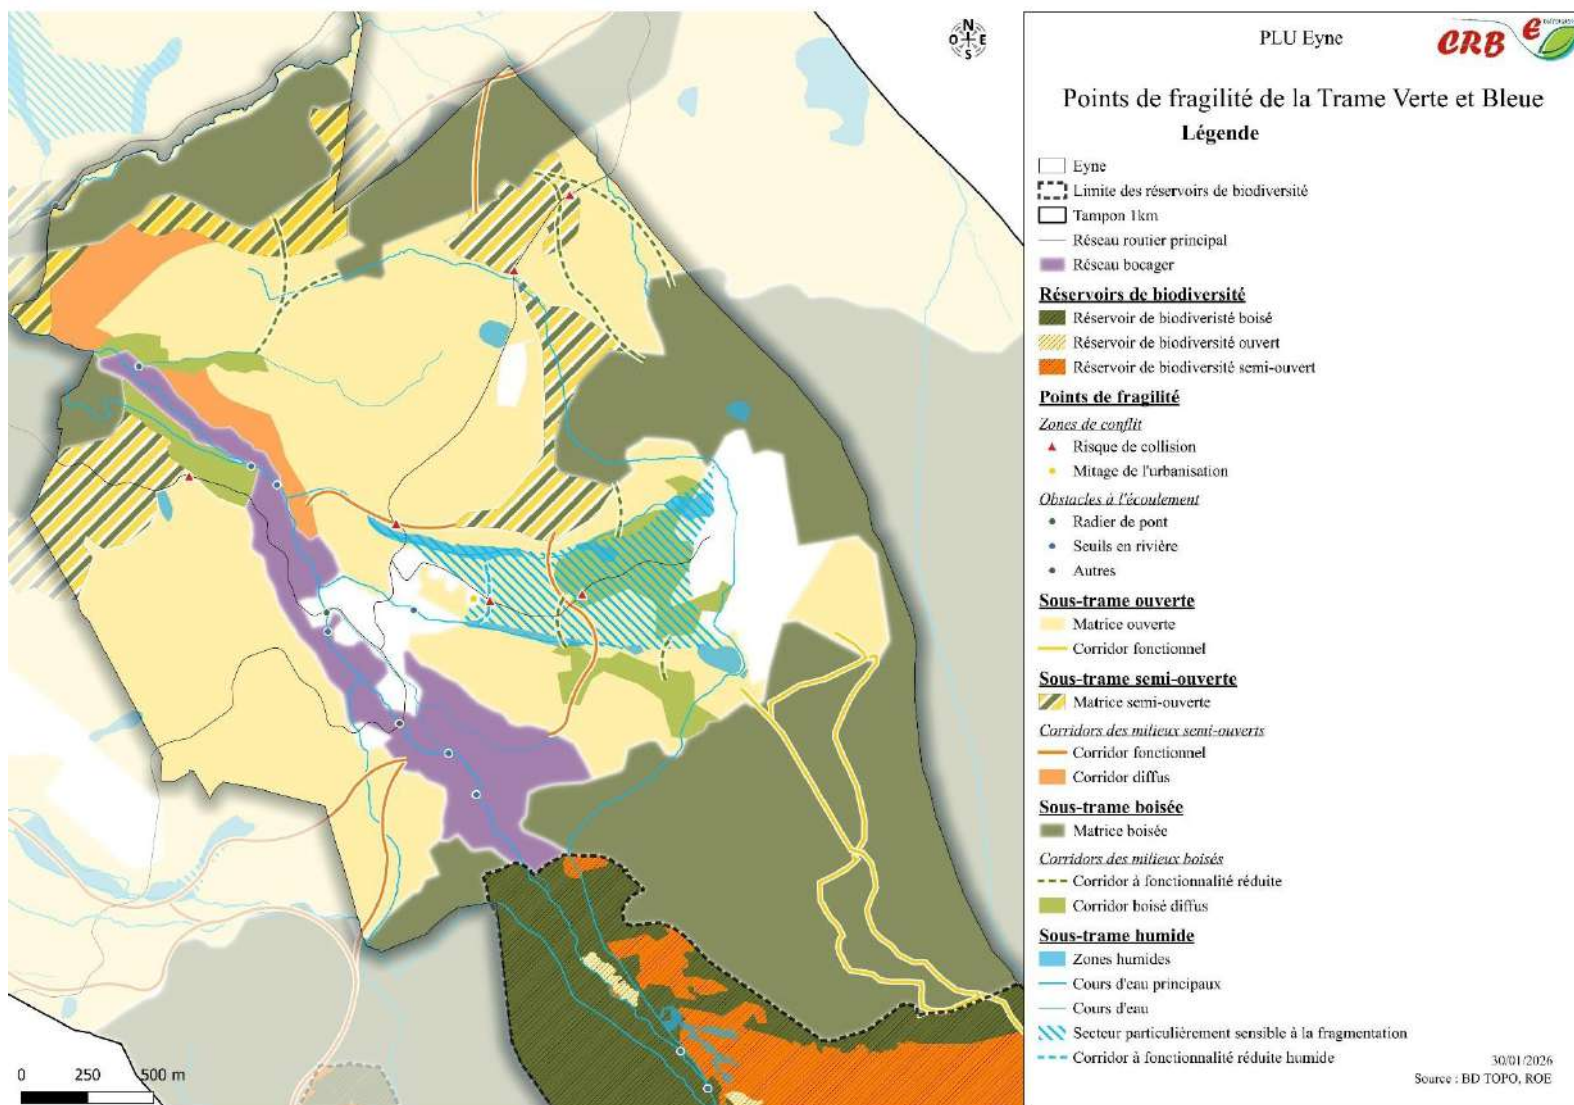 N
O E
S
0 250 500 m
PLU Eyne
CRB E
Points de fragilité de la Trame Verte et Bleue
Légende
Eyne
Limite des réservoirs de biodiversité
Tampon 1km
Réseau routier principal
Réseau bocager
Réservoirs de biodiversité
Réservoir de biodiveristé boisé
Réservoir de biodiversité ouvert
Réservoir de biodiversité semi-ouvert
Points de fragilité
Zones de conflit
Risque de collision
Mitage de l'urbanisation
Obstacles à l'écoulement
Radier de pont
Seuils en rivière
Autres
Sous-trame ouverte
Matrice ouverte
Corridor fonctionnel
Sous-trame semi-ouverte
Matrice semi-ouverte
Corridors des milieux semi-ouverts
Corridor fonctionnel
Corridor diffus
Sous-trame boisée
Matrice boisée
Corridors des milieux boisés
Corridor à fonctionnalité réduite
Corridor boisé diffus
Sous-trame humide
Zones humides
Cours d'eau principaux
Cours d'eau
Secteur particulièrement sensible à la fragmentation
Corridor à fonctionnalité réduite humide
30/01/2026
Source : BD TOPO, ROE